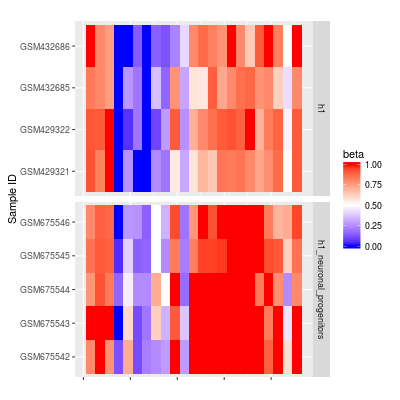 GSM432686
GSM432685
GSM429322
GSM429321
h1
GSM675546
GSM675545
GSM675544
GSM675543
GSM675542
h1_neuronal_progenitors
Sample ID
beta
1.00
0.75
0.50
0.25
0.00